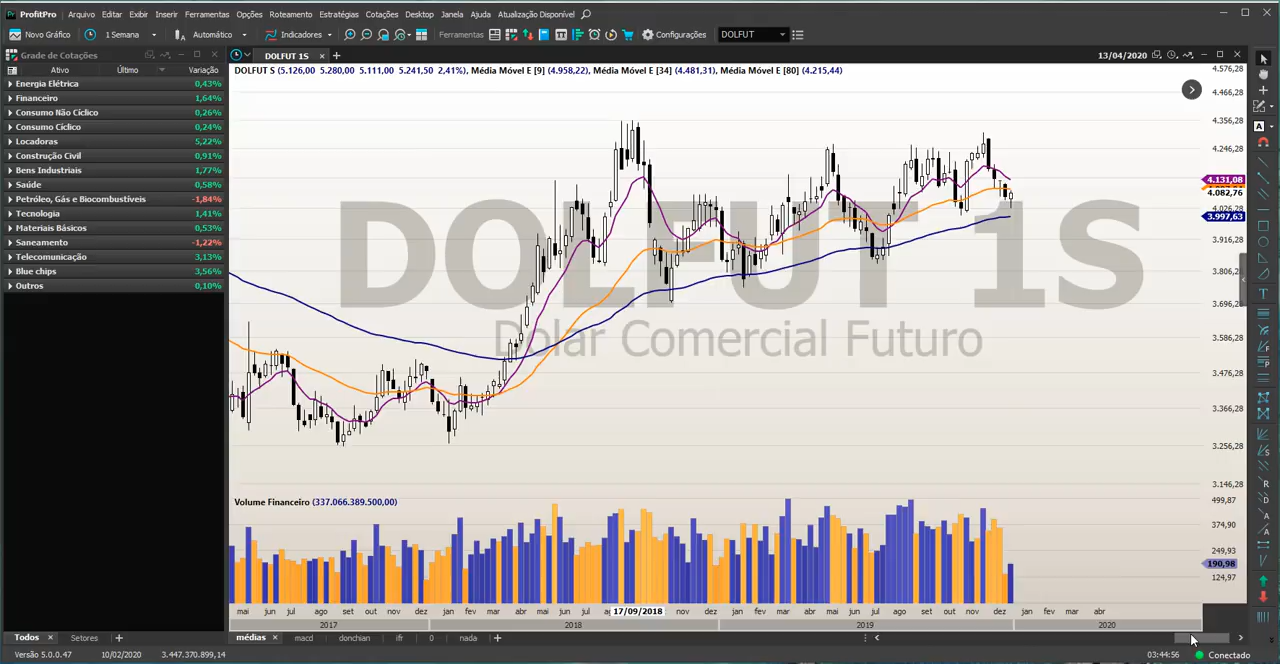 ProfitPro Arquivo Editar Exibir Inserir Ferramentas Opções Roteamento Estratégias Cotações Desktop Janela Ajuda Atualização Disponível
Novo Gráfico 1 Semana Automático Indicadores Ferramentas Configurações DOLFUT
Grade de Cotações
Ativo Último Variação
Energia Elétrica 0,43%
Financeiro 1,64%
Consumo Não Cíclico 0,26%
Consumo Cíclico 0,24%
Locadoras 5,22%
Construção Civil 0,91%
Bens Industriais 1,77%
Saúde 0,58%
Petróleo, Gás e Biocombustíveis -1,84%
Tecnologia 1,41%
Materiais Básicos 0,53%
Saneamento -1,22%
Telecomunicação 3,13%
Blue chips 3,56%
Outros 0,10%
DOLFUT 1S 13/04/2020
DOLFUT S (5.126,00 5.280,00 5.111,00 5.241,50 2,41%), Média Móvel E [9] (4.958,22), Média Móvel E [34] (4.481,31), Média Móvel E [80] (4.215,44)
DOLFUT 1S
Dolar Comercial Futuro
4.576,28
4.466,28
4.356,28
4.246,28
4.131,08
4.082,76
4.026,28
3.997,63
3.916,28
3.806,28
3.696,28
3.586,28
3.476,28
3.366,28
3.256,28
3.146,28
Volume Financeiro (337.066.389.500,00)
499,87
374,90
249,93
190,98
124,97
mai jun jul ago set out nov dez jan fev mar abr mai jun jul 17/09/2018 nov dez jan fev mar abr mai jun jul ago set out nov dez jan fev mar abr
2017 2018 2019 2020
Todos Setores médias macd donchian ifr 0 nada
Versão 5.0.0.47 10/02/2020 3.447.370.899,14 03:44:56 Conectado